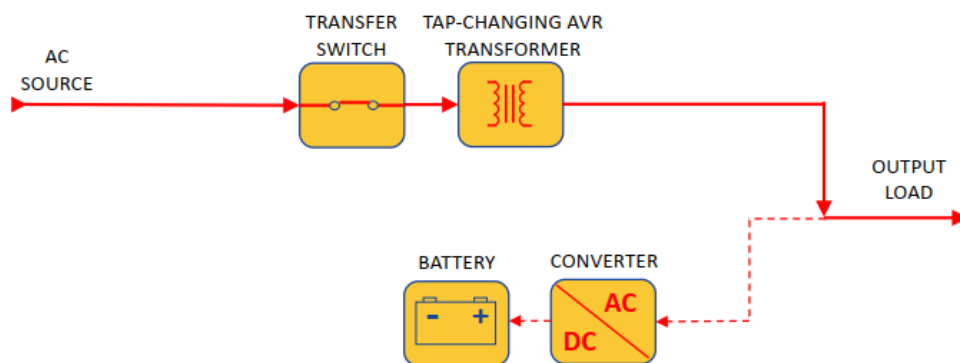 TRANSFER
SWITCH
TAP-CHANGING AVR
TRANSFORMER
AC
SOURCE
OUTPUT
LOAD
BATTERY
CONVERTER
- +
AC
DC